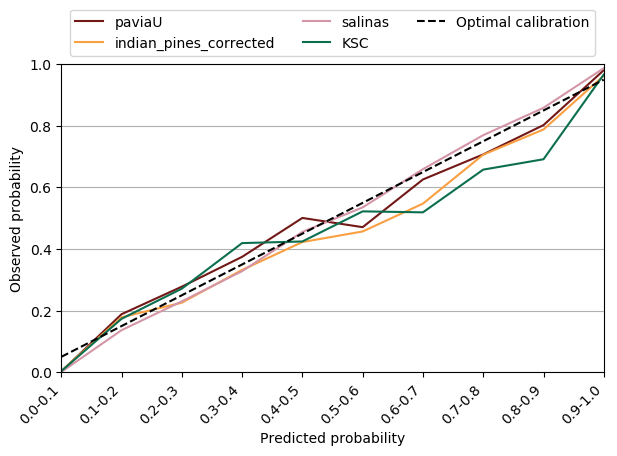 paviaU
indian_pines_corrected
salinas
KSC
Optimal calibration
Observed probability
1.0
0.8
0.6
0.4
0.2
0.0
0.0-0.1
0.1-0.2
0.2-0.3
0.3-0.4
0.4-0.5
0.5-0.6
0.6-0.7
0.7-0.8
0.8-0.9
0.9-1.0
Predicted probability